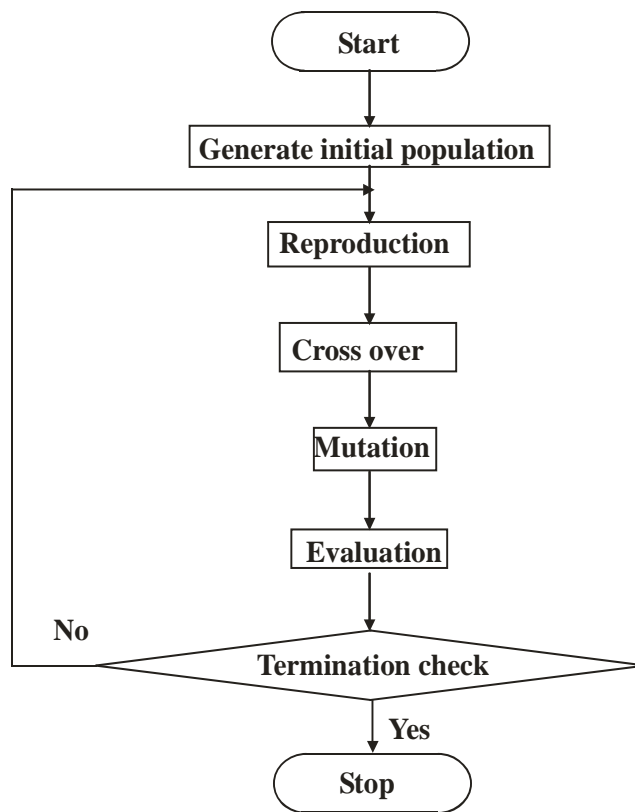 Start
Generate initial population
Reproduction
Cross over
Mutation
Evaluation
No
Termination check
Yes
Stop